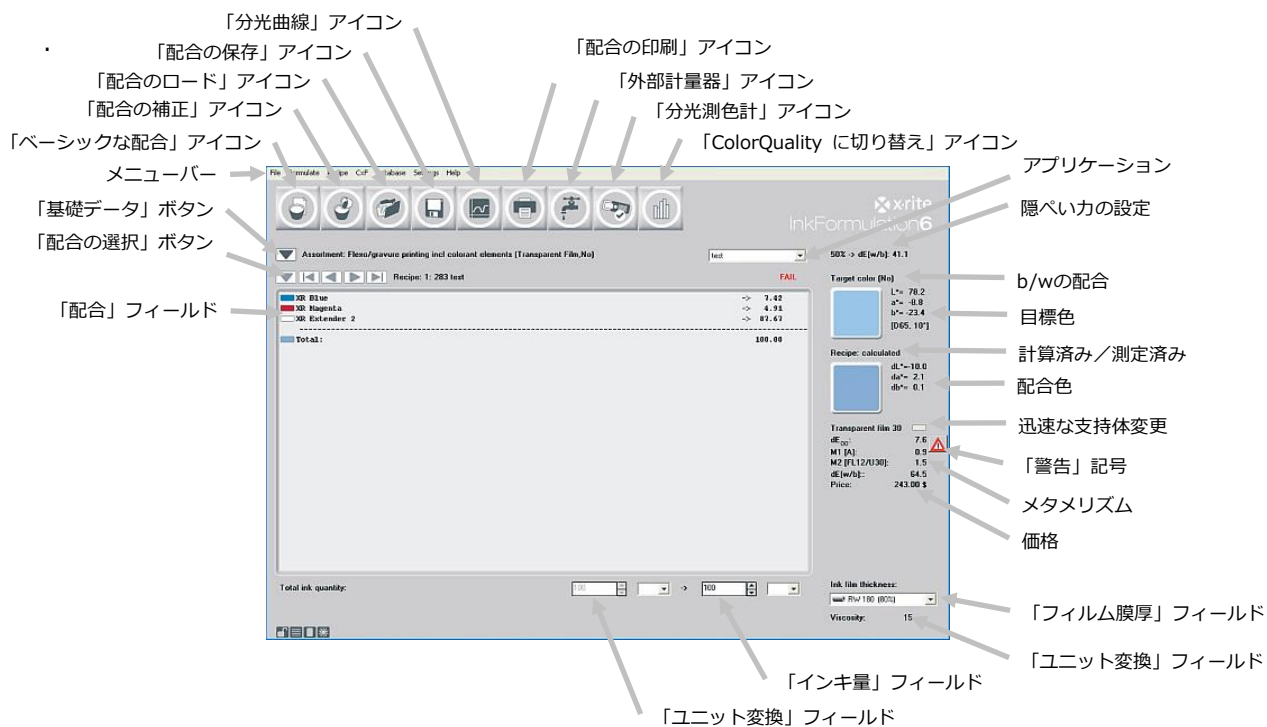 「分光曲線」アイコン
「配合の保存」アイコン
「配合の印刷」アイコン
「配合のロード」アイコン
「外部計量器」アイコン
「配合の補正」アイコン
「分光測色計」アイコン
「ベーシックな配合」アイコン
「ColorQuality に切り替え」アイコン
メニューバー
アプリケーション
「基礎データ」ボタン
隠ぺい力の設定
「配合の選択」ボタン
b/wの配合
「配合」フィールド
目標色
計算済み/測定済み
配合色
迅速な支持体変更
「警告」記号
メタメリズム
価格
「フィルム膜厚」フィールド
「ユニット変換」フィールド
「インキ量」フィールド
「ユニット変換」フィールド
File Help
x·rite
InkFormulation6
Assortment: Flexo/gravure printing incl colorant elements (Transparent Film,No)
test
50% -> dE(w/b): 41.1
Recipe: 1: 283 test
FAIL
Target color (No)
XR Blue -> 7.42
XR Magenta -> 4.91
XR Extender 2 -> 87.67
Total: 100.00
L*= 78.2
a*= -8.8
b*= -23.4
[D65, 10°]
Recipe: calculated
dL*=-10.0
da*= 2.1
db*= 0.1
Transparent film 30
dE00: 7.6
M1 [A]: 0.9
M2 [FL12/U30]: 1.5
dE(w/b): 64.5
Price: 243.00 $
Total ink quantity: 100 -> 100
Ink film thickness:
RW 180 (80%)
Viscosity: 15